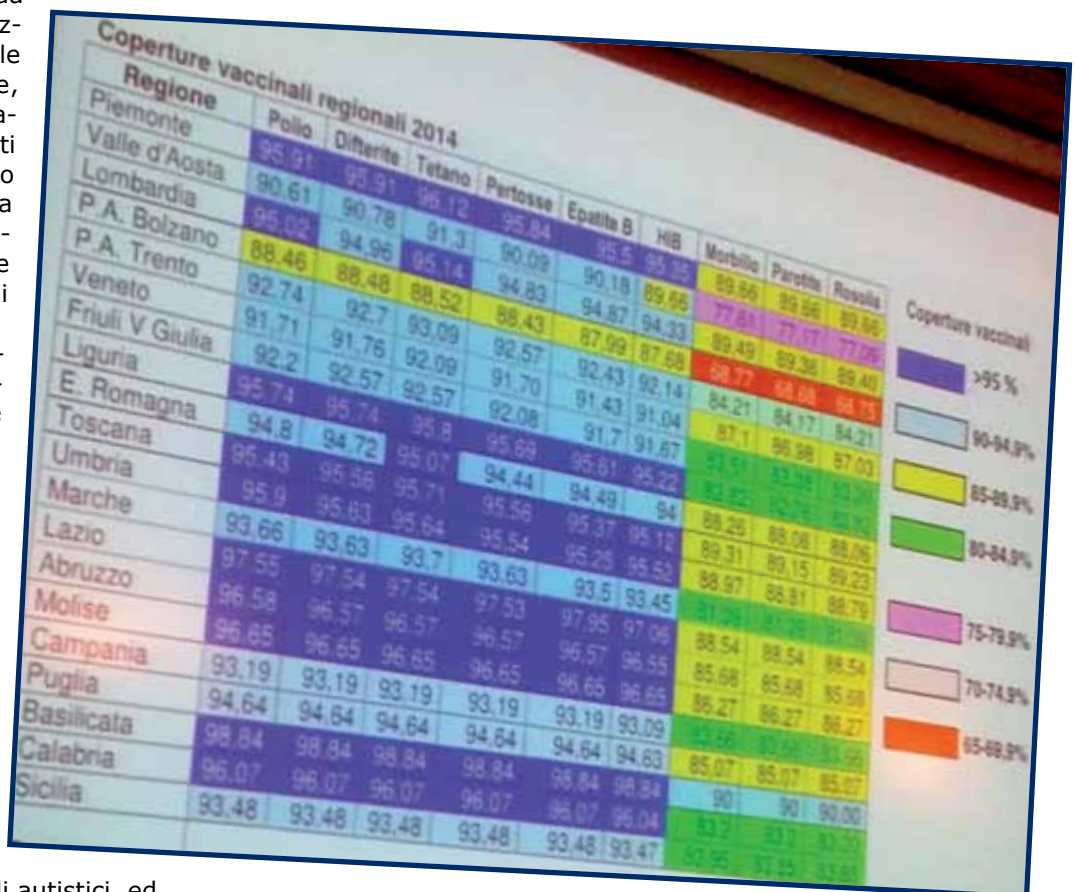 z-
le
e,
a-
ti
o
a
e
i
e
Coperture vaccinali regionali 2014
Regione Polio Difterite Tetano Pertosse Epatite B HIB Morbillo Parotite Rosolia
Piemonte 95.91 95.91 96.12 95.84 95.5 95.35 89.66 89.66 89.66
Valle d'Aosta 90.61 90.78 91.3 90.09 90.18 89.66 77.61 77.17 77.05
Lombardia 95.02 94.96 95.14 94.83 94.87 94.33 89.49 89.36 89.40
P.A. Bolzano 88.46 88.48 88,52 88.43 87.99 87.68 68.77 68.68 68.75
P.A. Trento 92.74 92.7 93.09 92.57 92.43 92.14 84.21 84.17 84.21
Veneto 91.71 91.76 92.09 91.70 91.43 91.04 87.1 86.98 87.03
Friuli V Giulia 92.2 92.57 92.57 92.08 91.7 91.67 83.51
Liguria 95.74 95.74 95.8 95.69 95.61 95.22 82.82
E. Romagna 94.8 94.72 95.07 94,44 94,49 94 88.26 88.06 88.06
Toscana 95.43 95.56 95.71 95.56 95.37 95.12 89.31 89.15 89.23
Umbria 95.9 95.63 95.64 95.54 95.25 95.52 88.97 88.81 88.79
Marche 93.66 93,63 93.7 93.63 93.5 93.45
Lazio 97.55 97.54 97.54 97.53 97.95 97.06 88.54 88.54 88.54
Abruzzo 96.58 96.57 96.57 96.57 96.57 96.55 85.68 85.68 85.68
Molise 96.65 96.65 96.65 96.65 96.65 96.65 86.27 86.27 86.27
Campania 93,19 93,19 93.19 93,19 93,19 93,09
Puglia 94,64 94,64 94,64 94,64 94,64 94,63 85.07 85.07 85.07
Basilicata 98.84 98.84 98.84 98.84 98.84 98.84 90 90 90.00
Calabria 96.07 96.07 96.07 96.07 96.07 96.04 83.2 83.2
Sicilia 93,48 93,48 93,48 93,48 93,48 93,47
Coperture vaccinali
>95 %
90-94,9%
85-89,9%
80-84,9%
75-79,9%
70-74,9%
65-69,9%
li autistici, ed